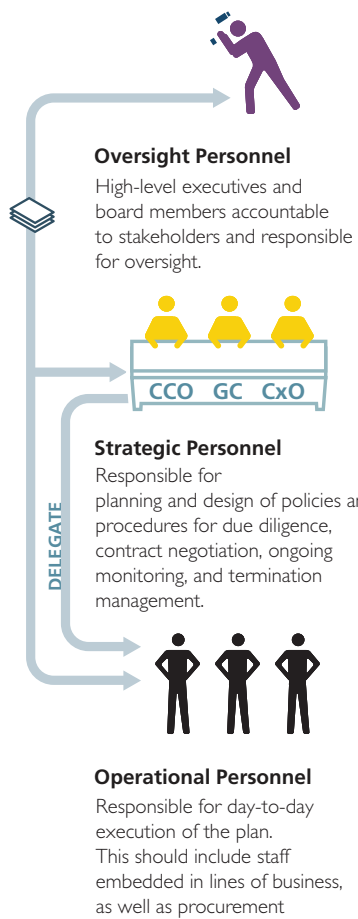 Oversight Personnel
High-level executives and
board members accountable
to stakeholders and responsible
for oversight.
CCO GC CxO
Strategic Personnel
Responsible for
planning and design of policies
procedures for due diligence,
contract negotiation, ongoing
monitoring, and termination
management.
DELEGATE
Operational Personnel
Responsible for day-to-day
execution of the plan.
This should include staff
embedded in lines of business,
as well as procurement